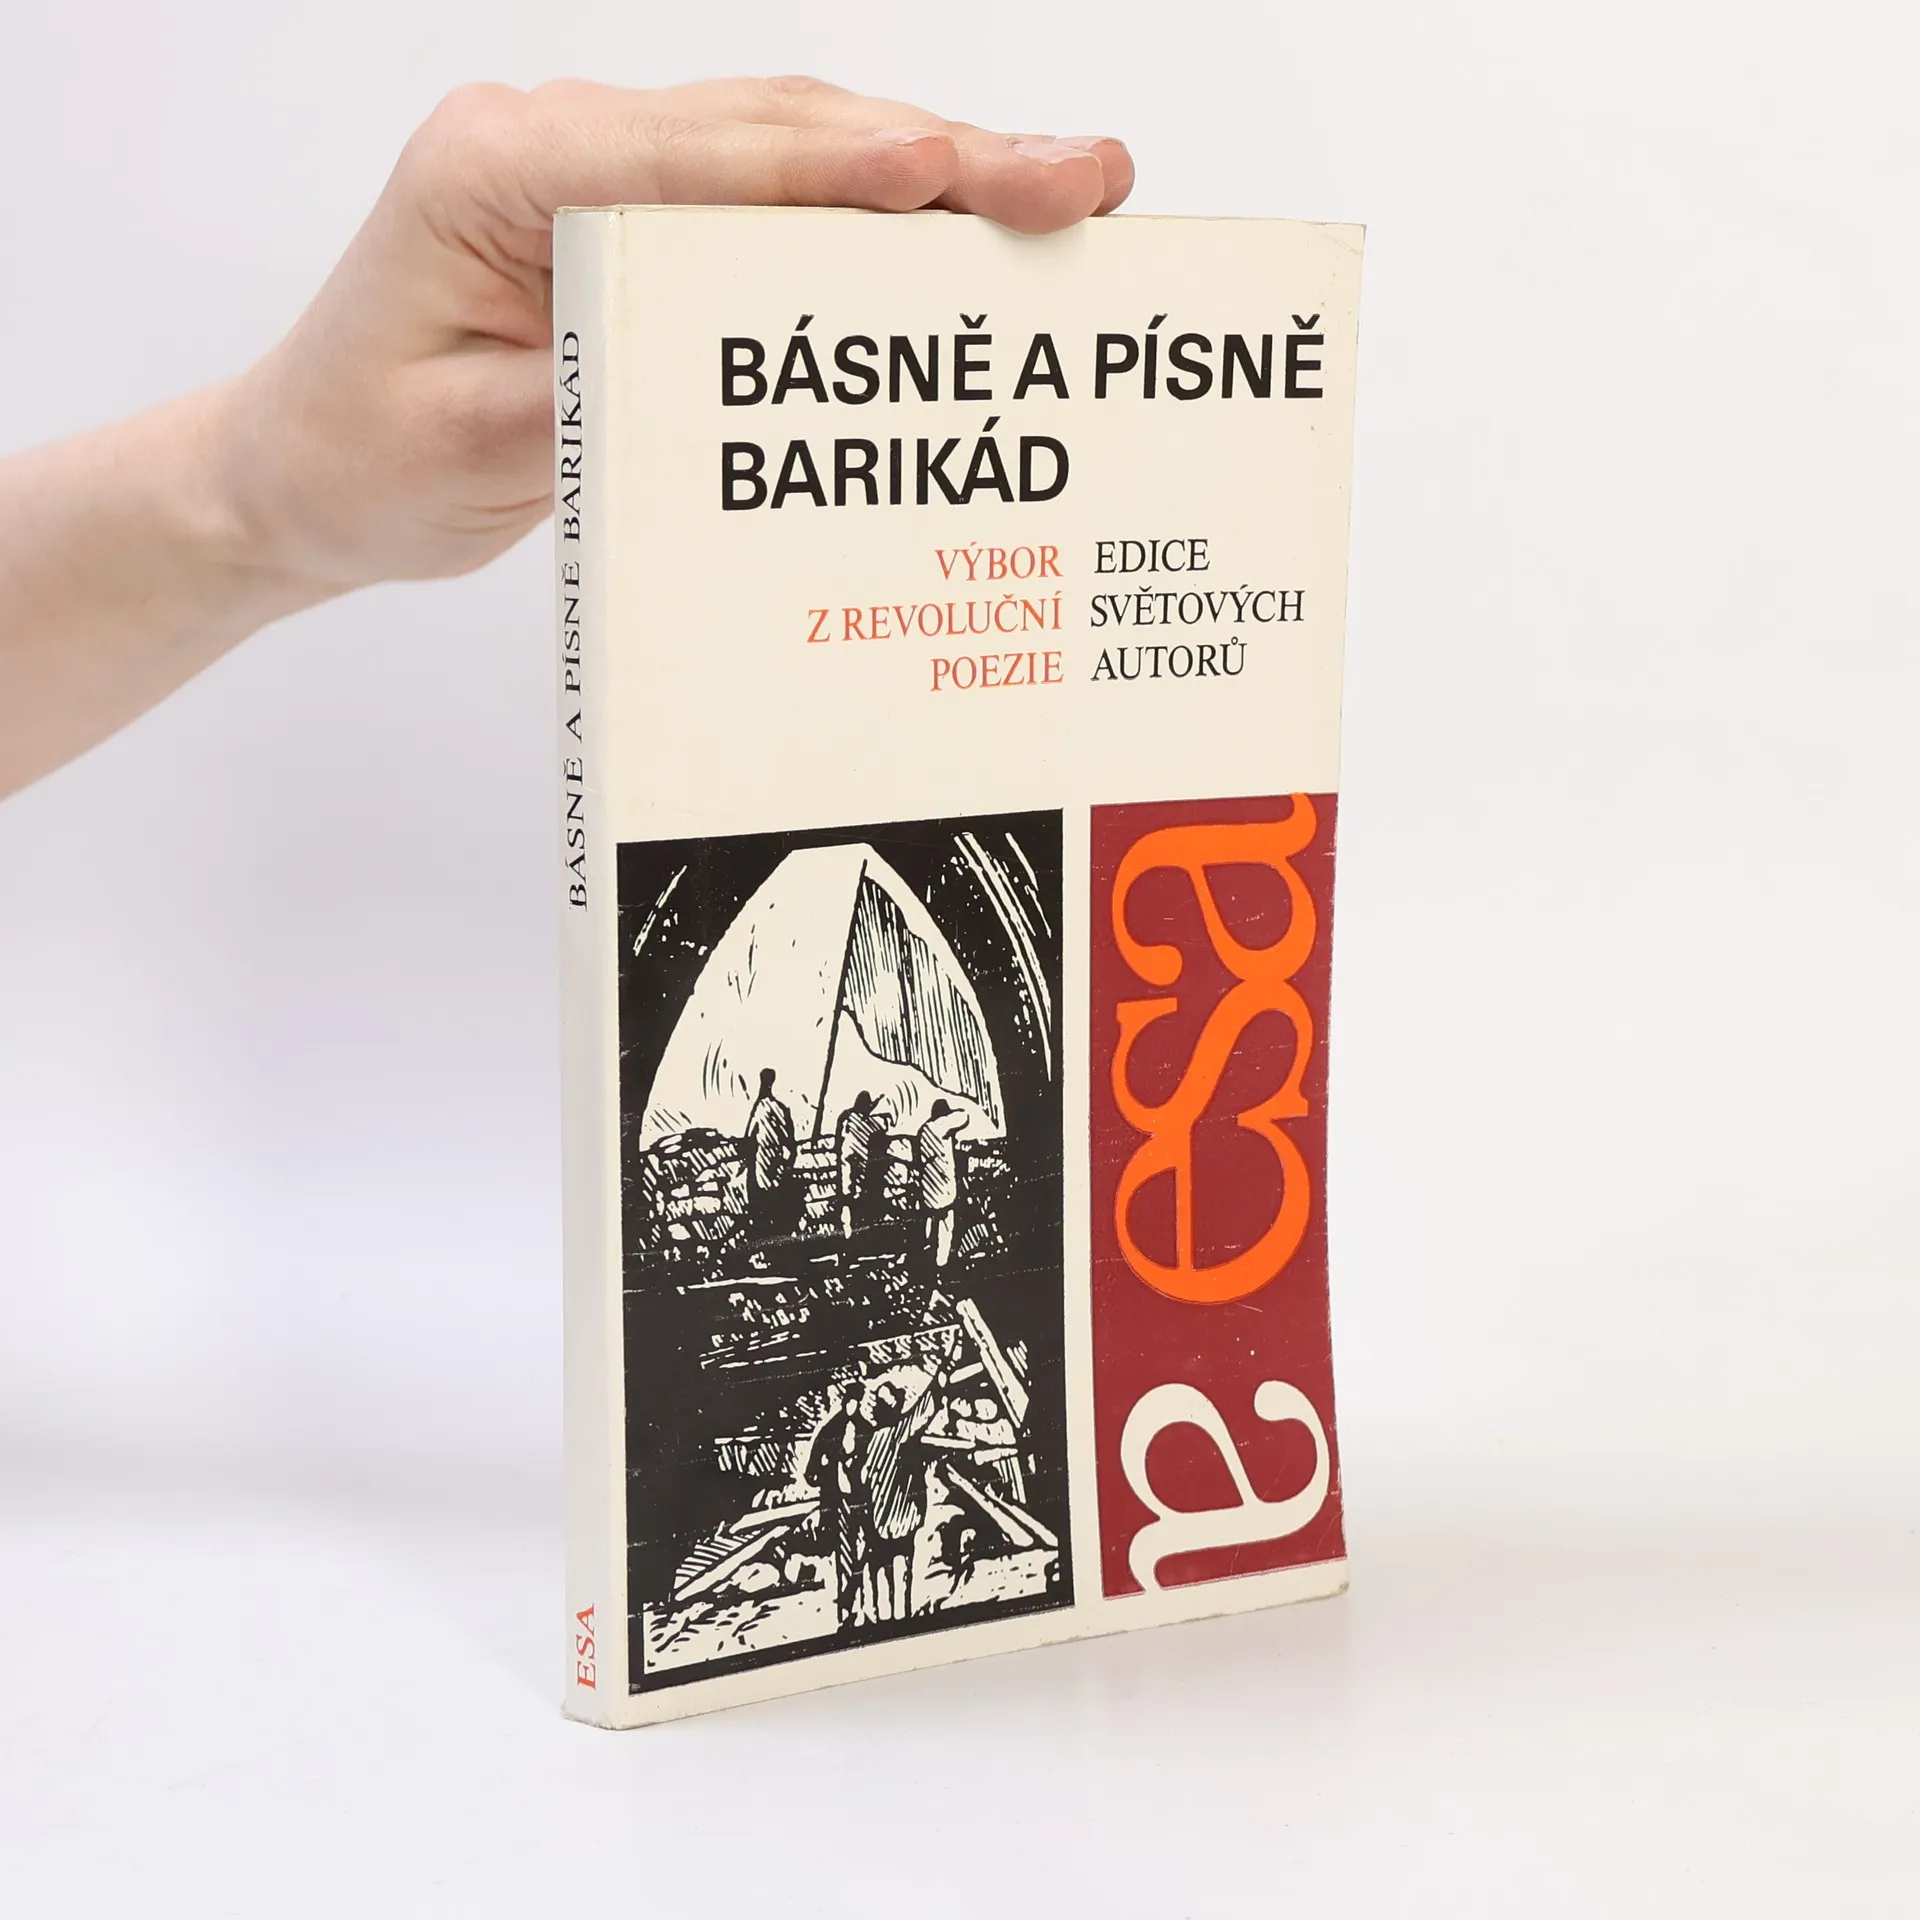 BÁSNĚ A PÍSNĚ
BARIKÁD
VÝBOR
Z REVOLUČNÍ
POEZIE
EDICE
SVĚTOVÝCH
AUTORŮ
esa
a
BÁSNĚ A PÍSNĚ BARIKÁD
ESA